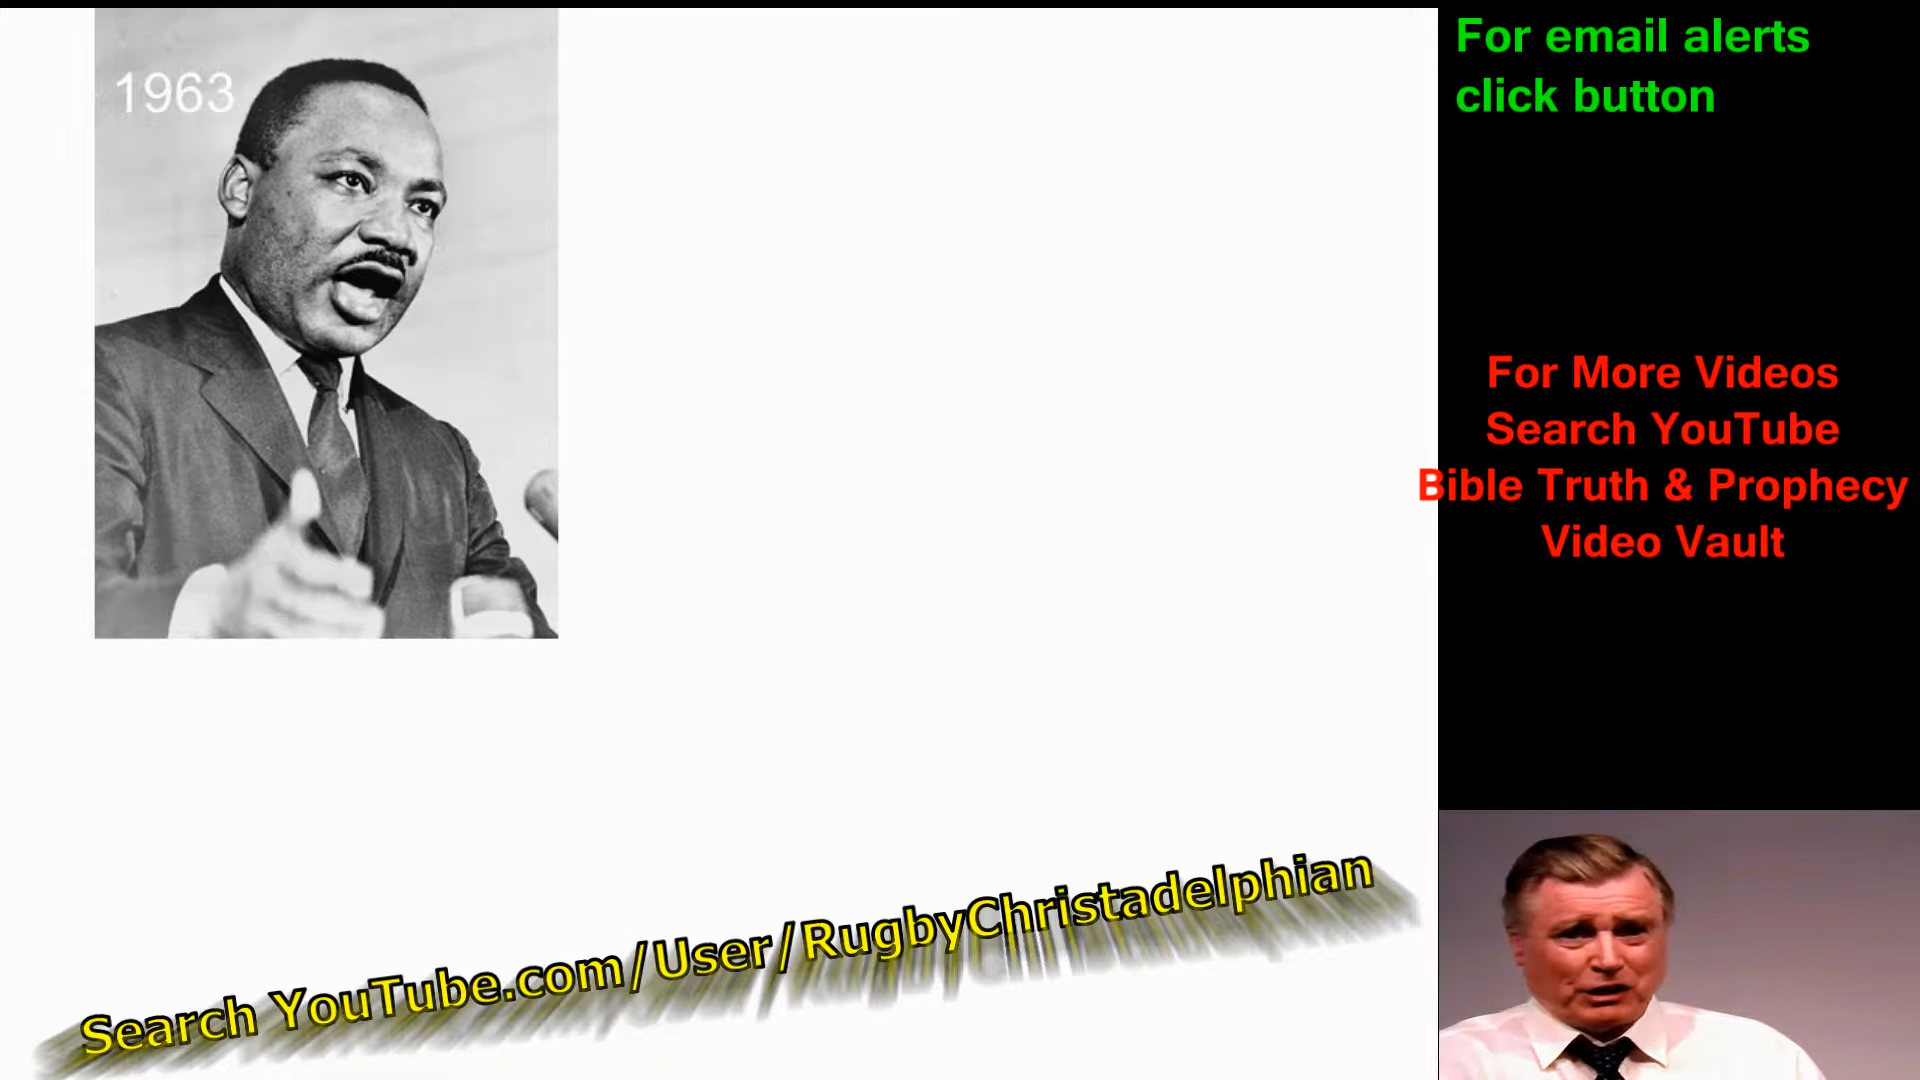 1963
For email alerts
click button
For More Videos
Search YouTube
Bible Truth & Prophecy
Video Vault
Search YouTube.com/User/RugbyChristadelphian